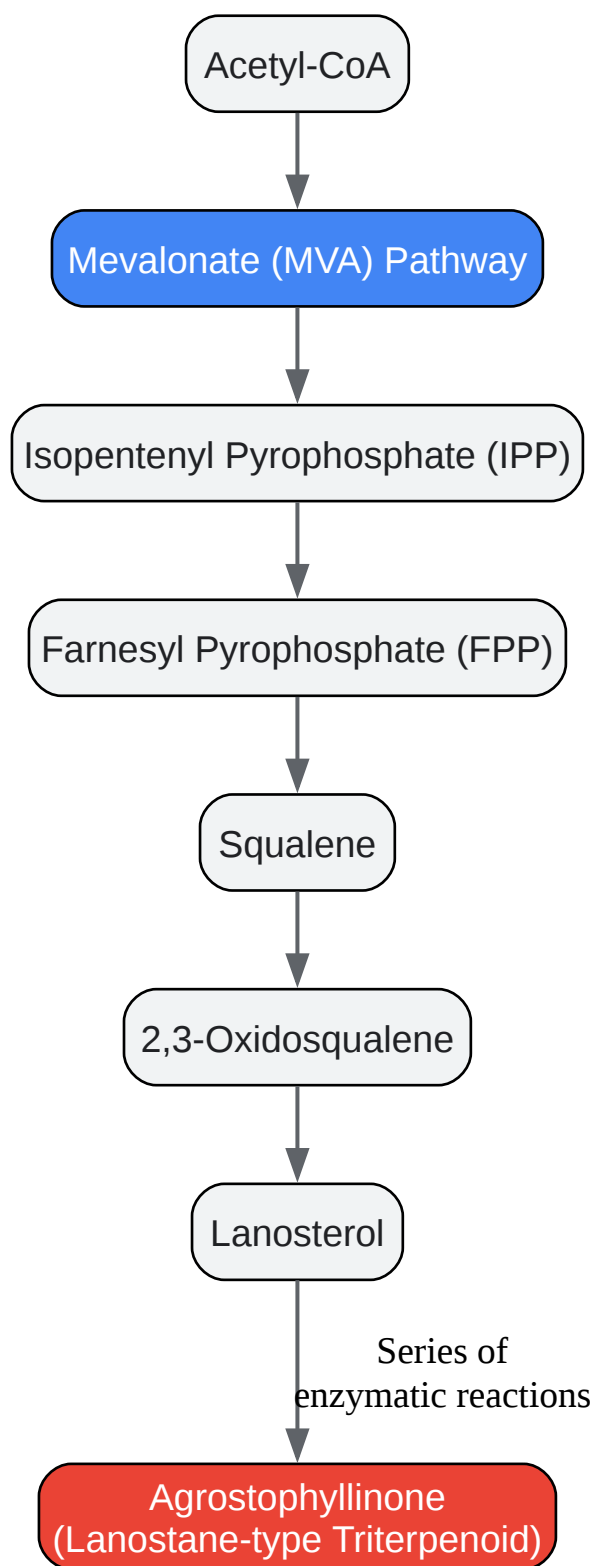 Acetyl-CoA
Mevalonate (MVA) Pathway
Isopentenyl Pyrophosphate (IPP)
Farnesyl Pyrophosphate (FPP)
Squalene
2,3-Oxidosqualene
Lanosterol
Series of
enzymatic reactions
Agrostophyllinone
(Lanostane-type Triterpenoid)